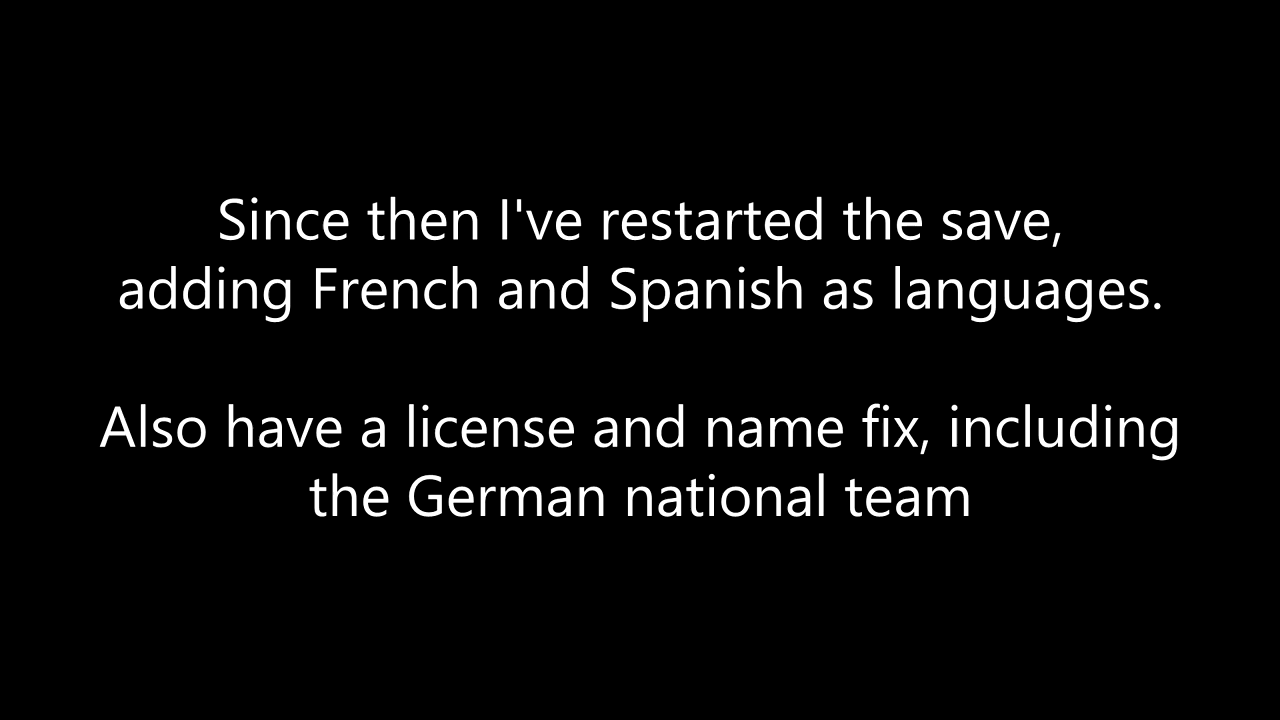 Since then I've restarted the save,
adding French and Spanish as languages.
Also have a license and name fix, including
the German national team